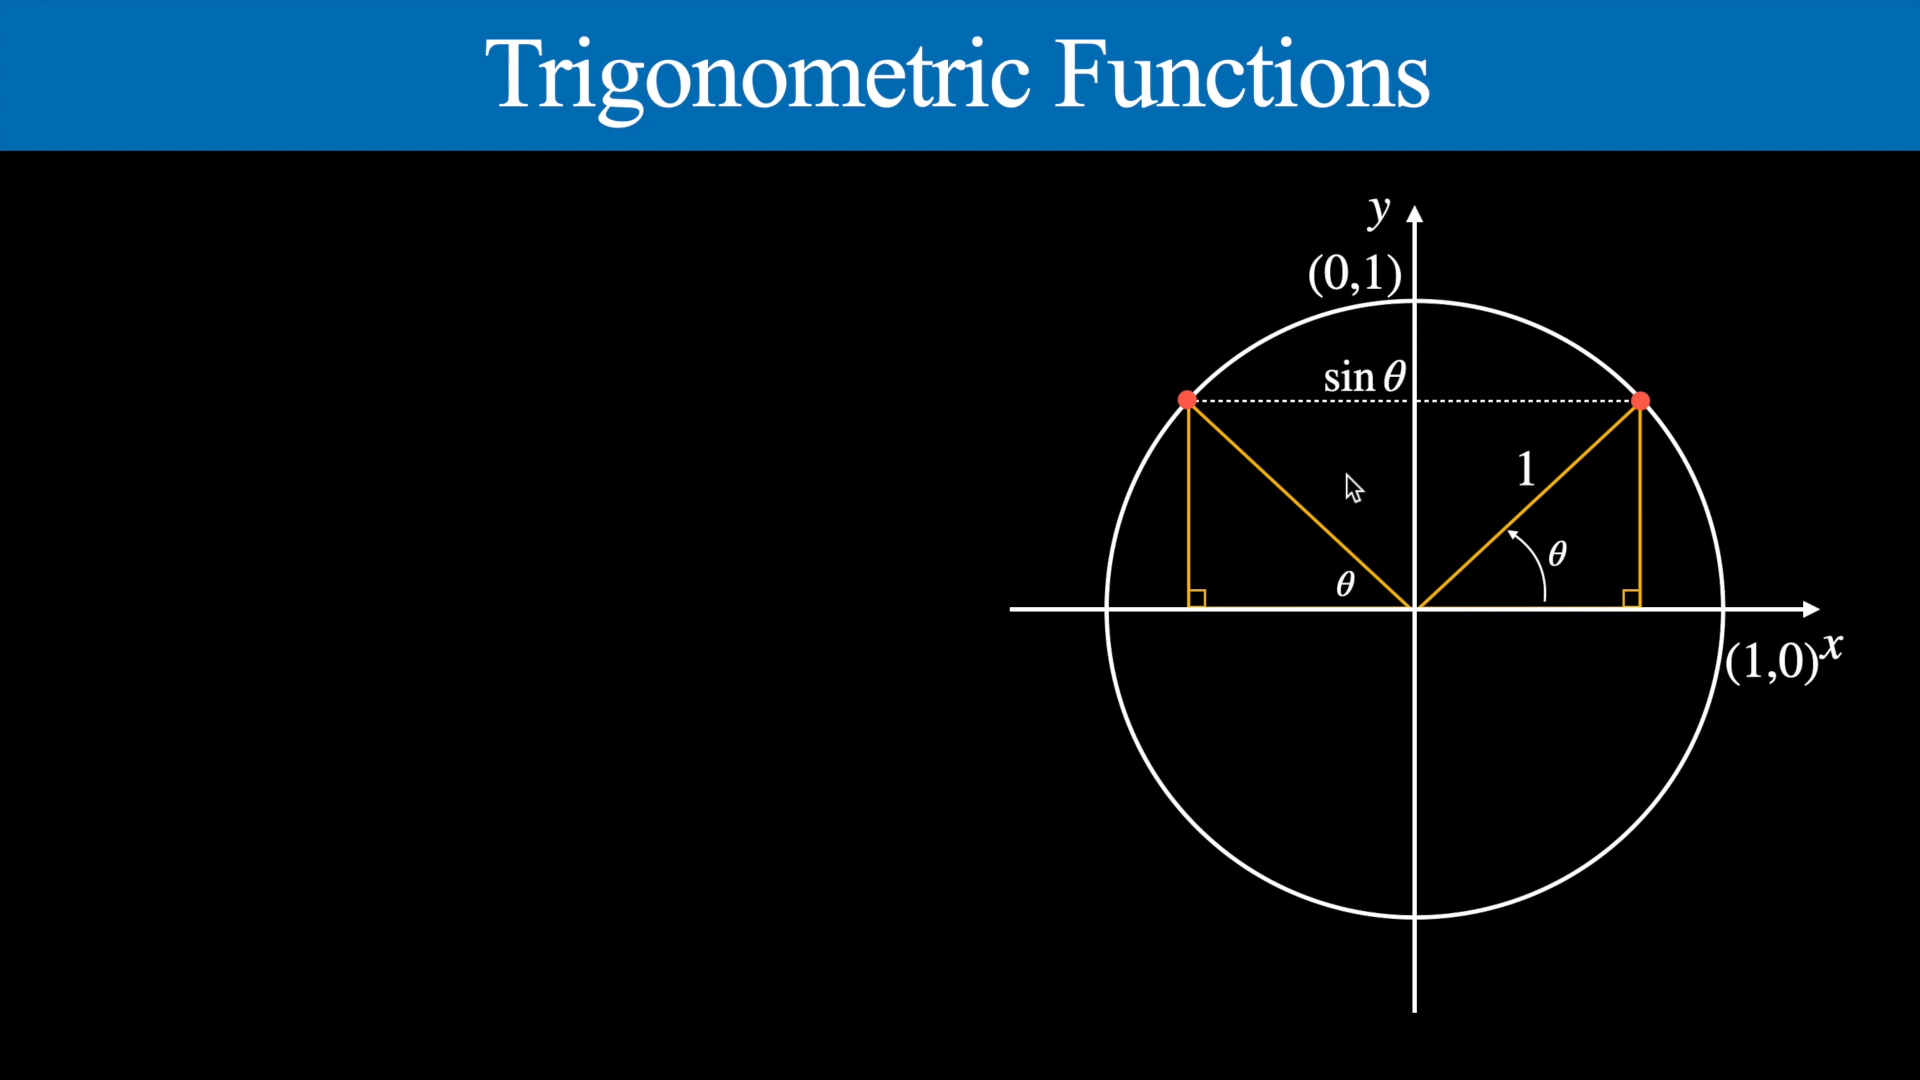 Trigonometric Functions
y
(0,1)
sin θ
1
θ
θ
x
(1,0)